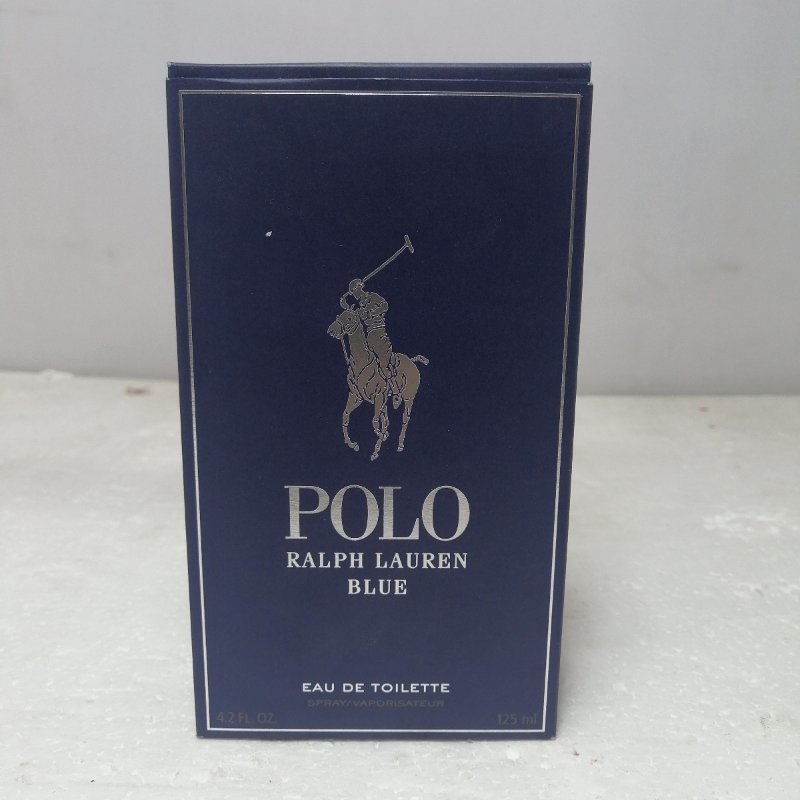 POLO
RALPH LAUREN
BLUE
EAU DE TOILETTE
SPRAY/VAPORISATEUR
4.2 FL. OZ. 125 ml